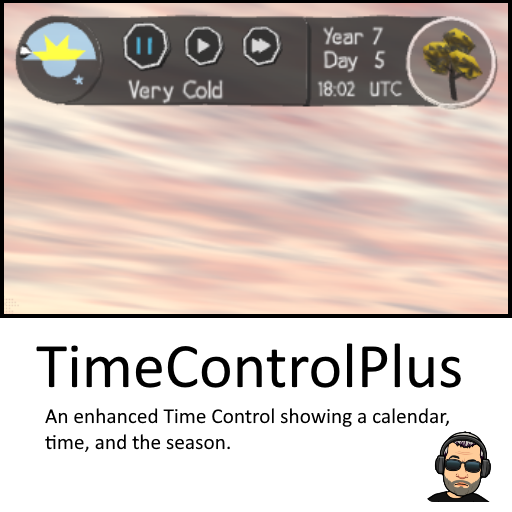 Year 7
Day 5
Very Cold
18:02 UTC
TimeControlPlus
An enhanced Time Control showing a calendar,
time, and the season.